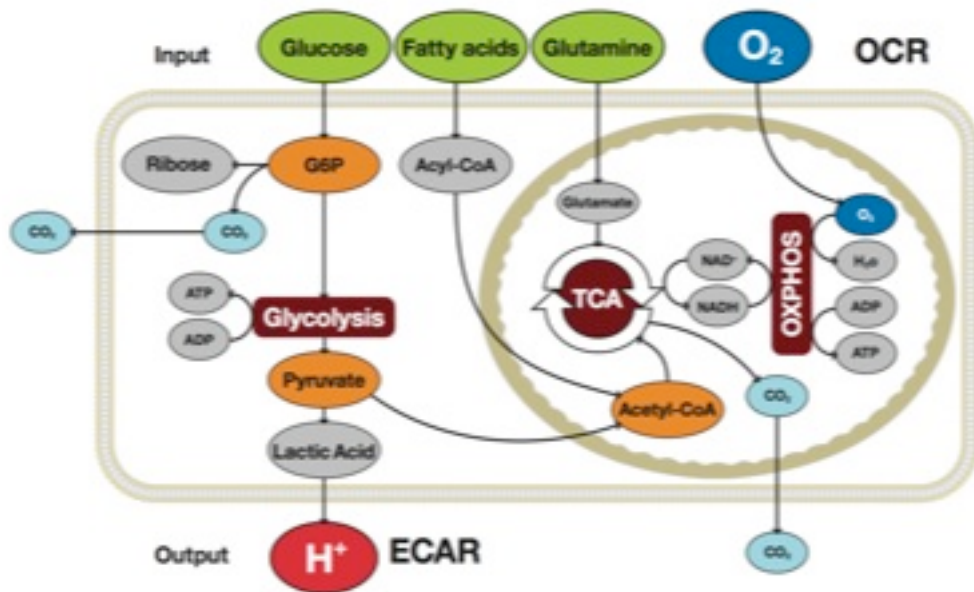 Input
Glucose
Fatty acids
Glutamine
O₂
OCR
Ribose
G6P
Acyl-CoA
Glutamate
CO₂
CO₂
O₂
NAD⁺
H₂o
TCA
OXPHOS
ATP
Glycolysis
NADH
ADP
ADP
ATP
Pyruvate
Acetyl-CoA
CO₂
Lactic Acid
Output
H⁺
ECAR
CO₂